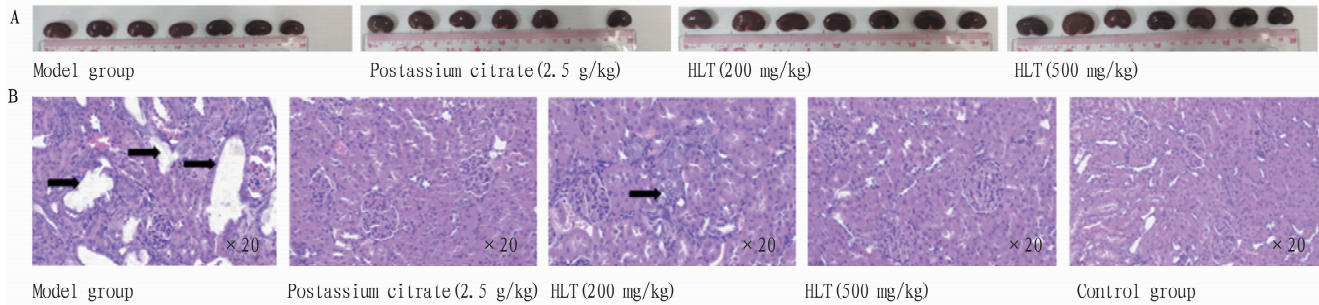 A
Model group
Postassium citrate(2.5 g/kg)
HLT(200 mg/kg)
HLT(500 mg/kg)
B
×20
×20
×20
×20
×20
Model group
Postassium citrate(2.5 g/kg)
HLT(200 mg/kg)
HLT(500 mg/kg)
Control group